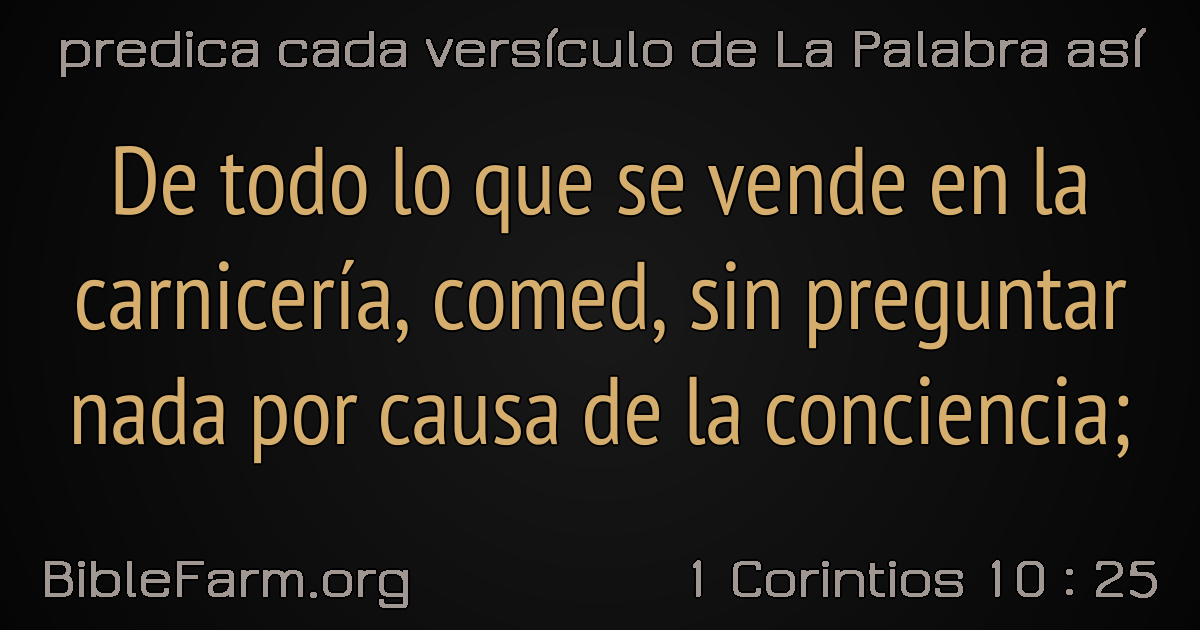 predica cada versículo de La Palabra así
De todo lo que se vende en la
carnicería, comed, sin preguntar
nada por causa de la conciencia;
BibleFarm.org
1 Corintios 10 : 25